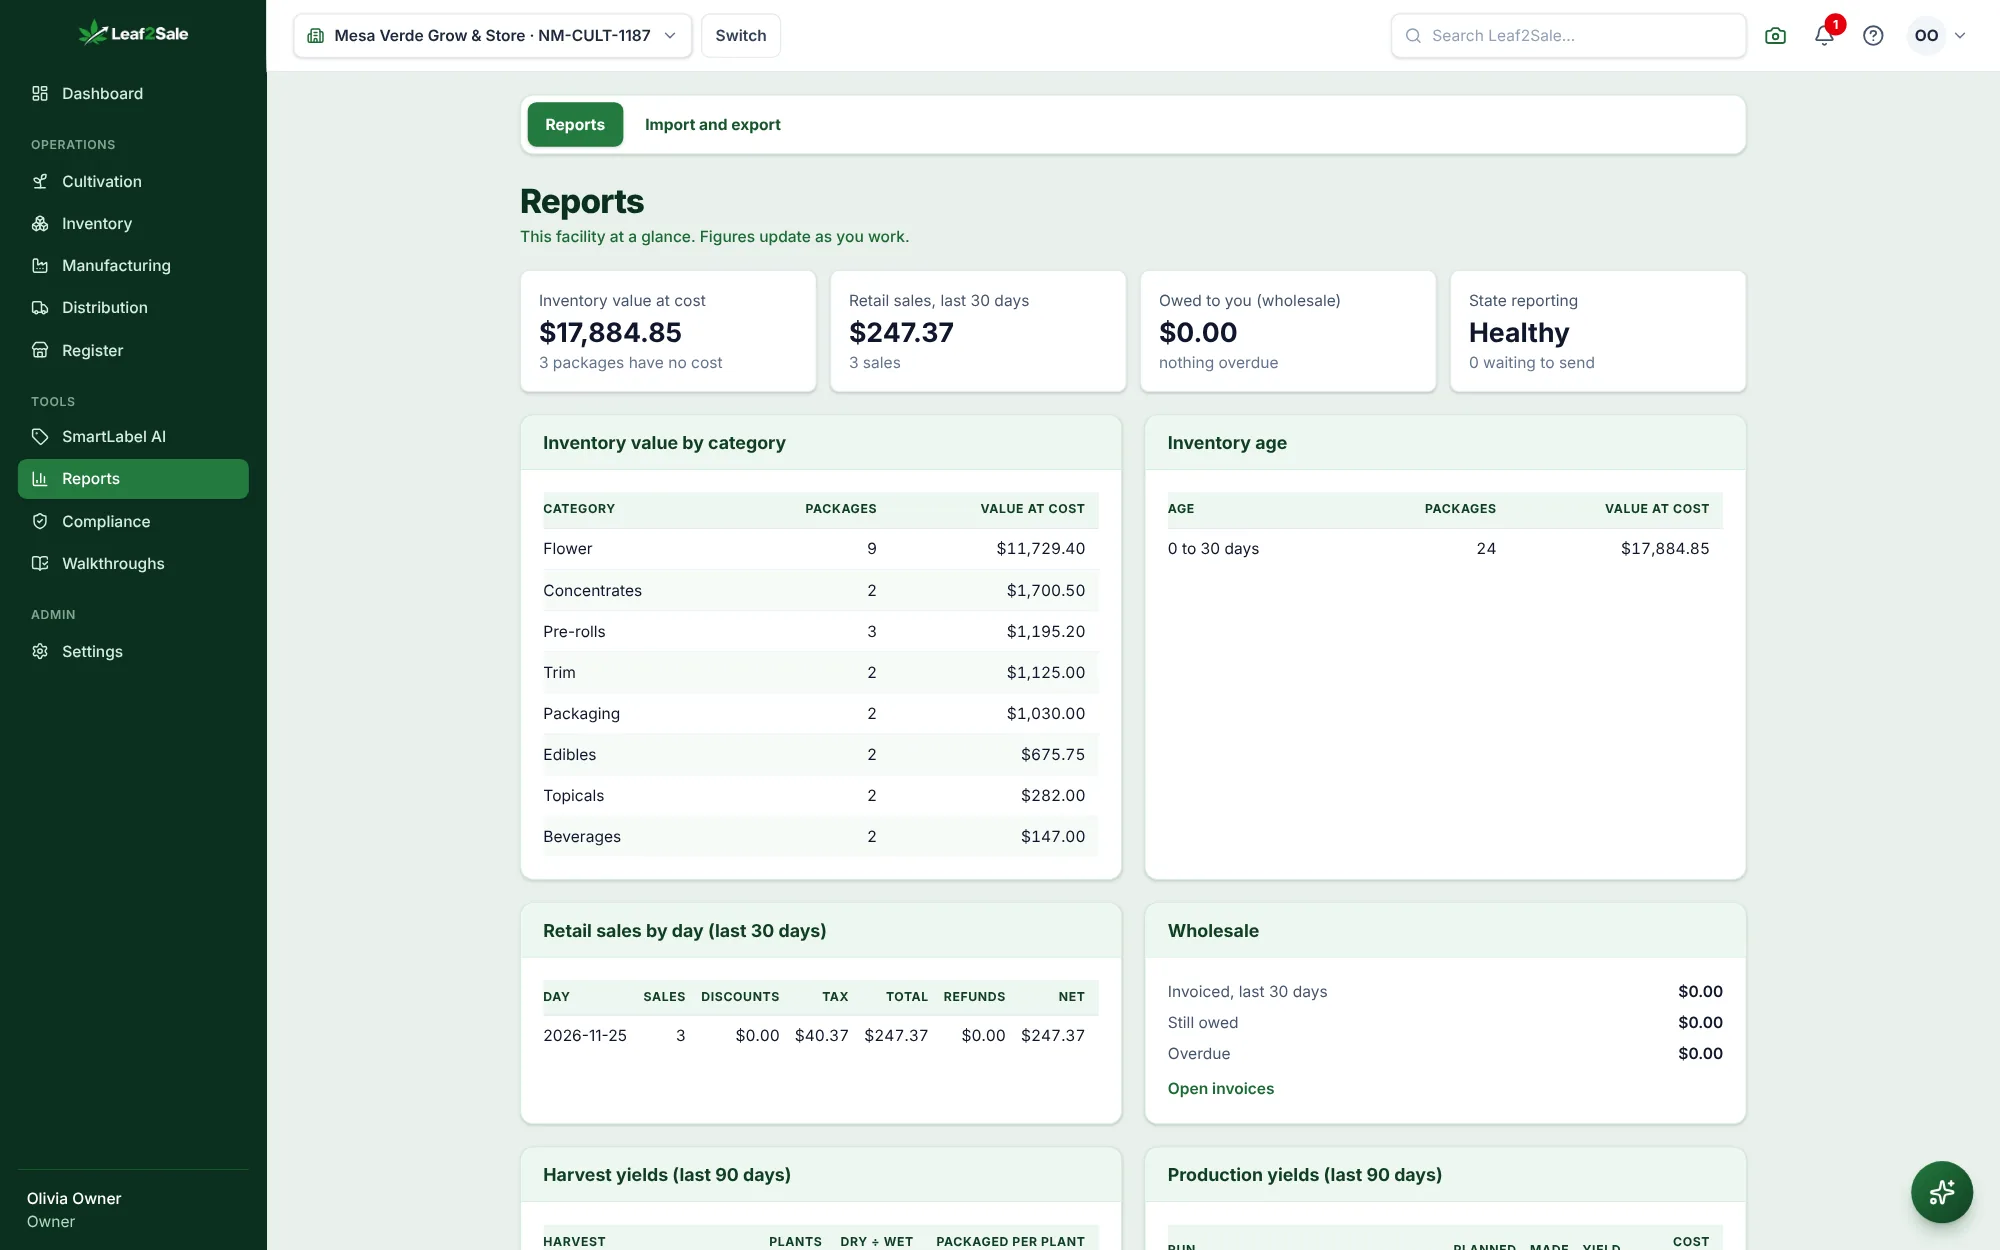 Leaf2Sale
Mesa Verde Grow & Store · NM-CULT-1187
Switch
Search Leaf2Sale...
1
OO
Dashboard
OPERATIONS
Cultivation
Inventory
Manufacturing
Distribution
Register
TOOLS
SmartLabel AI
Reports
Compliance
Walkthroughs
ADMIN
Settings
Olivia Owner
Owner
Reports
Import and export
Reports
This facility at a glance. Figures update as you work.
Inventory value at cost
$17,884.85
3 packages have no cost
Retail sales, last 30 days
$247.37
3 sales
Owed to you (wholesale)
$0.00
nothing overdue
State reporting
Healthy
0 waiting to send
Inventory value by category
CATEGORY PACKAGES VALUE AT COST
Flower 9 $11,729.40
Concentrates 2 $1,700.50
Pre-rolls 3 $1,195.20
Trim 2 $1,125.00
Packaging 2 $1,030.00
Edibles 2 $675.75
Topicals 2 $282.00
Beverages 2 $147.00
Inventory age
AGE PACKAGES VALUE AT COST
0 to 30 days 24 $17,884.85
Retail sales by day (last 30 days)
DAY SALES DISCOUNTS TAX TOTAL REFUNDS NET
2026-11-25 3 $0.00 $40.37 $247.37 $0.00 $247.37
Wholesale
Invoiced, last 30 days $0.00
Still owed $0.00
Overdue $0.00
Open invoices
Harvest yields (last 90 days)
HARVEST PLANTS DRY ÷ WET PACKAGED PER PLANT
Production yields (last 90 days)
RUN PLANNED MADE YIELD COST